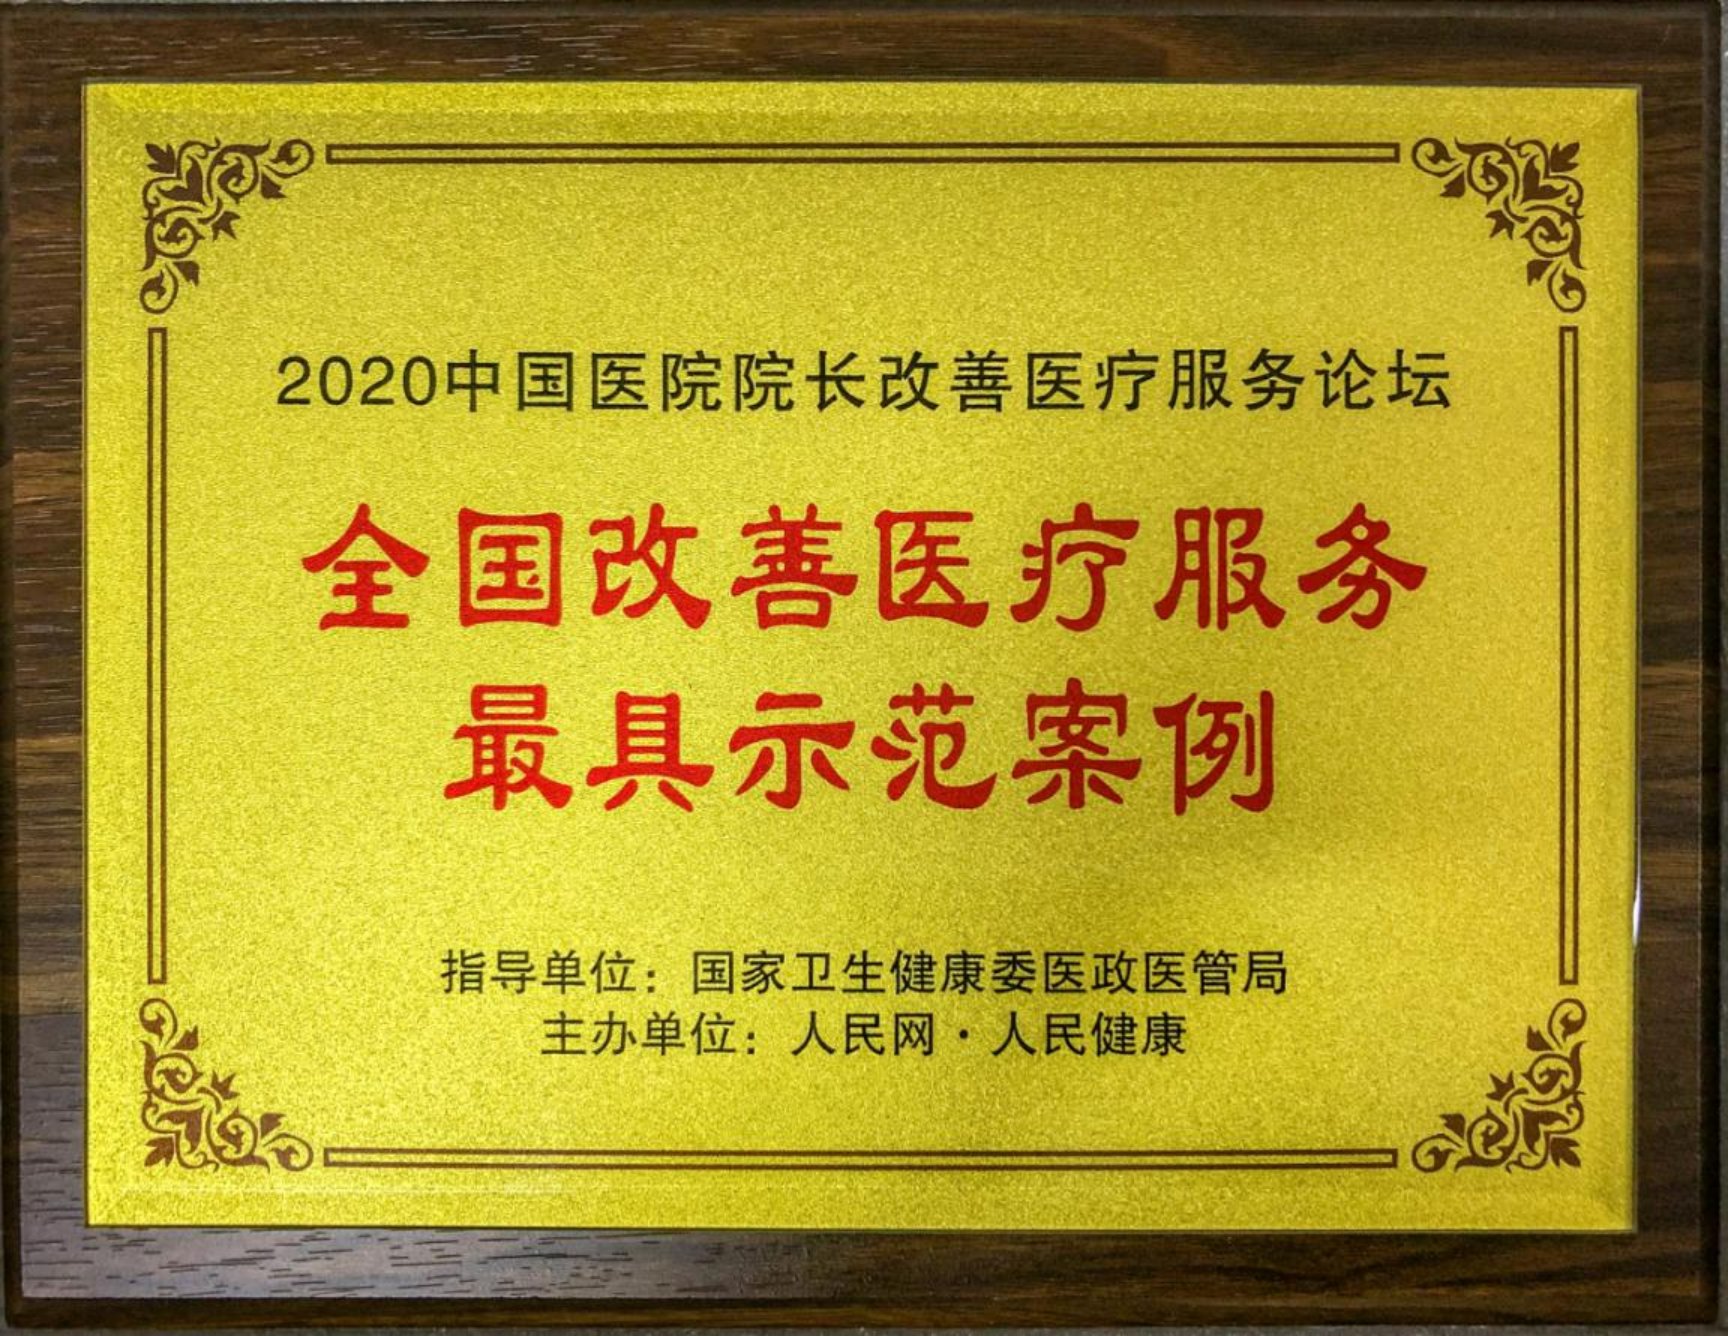 2020中国医院院长改善医疗服务论坛
全国改善医疗服务
最具示范案例
指导单位：国家卫生健康委医政医管局
主办单位：人民网·人民健康